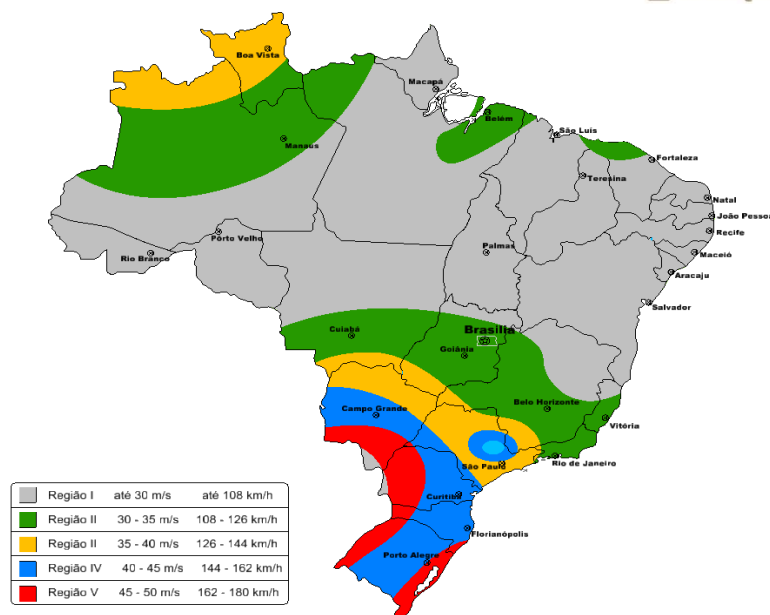 Boa Vista
Macapá
Belém
São Luís
Manaus
Fortaleza
Teresina
Natal
João Pessoa
Recife
Pôrto Velho
Palmas
Maceió
Rio Branco
Aracaju
Salvador
Cuiabá
Brasília
Goiânia
Belo Horizonte
Campo Grande
Vitória
São Paulo
Rio de Janeiro
Curitiba
Florianópolis
Porto Alegre
Região I até 30 m/s até 108 km/h
Região II 30 - 35 m/s 108 - 126 km/h
Região II 35 - 40 m/s 126 - 144 km/h
Região IV 40 - 45 m/s 144 - 162 km/h
Região V 45 - 50 m/s 162 - 180 km/h